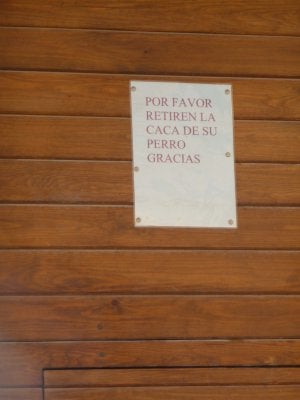 POR FAVOR
RETIREN LA
CACA DE SU
PERRO
GRACIAS